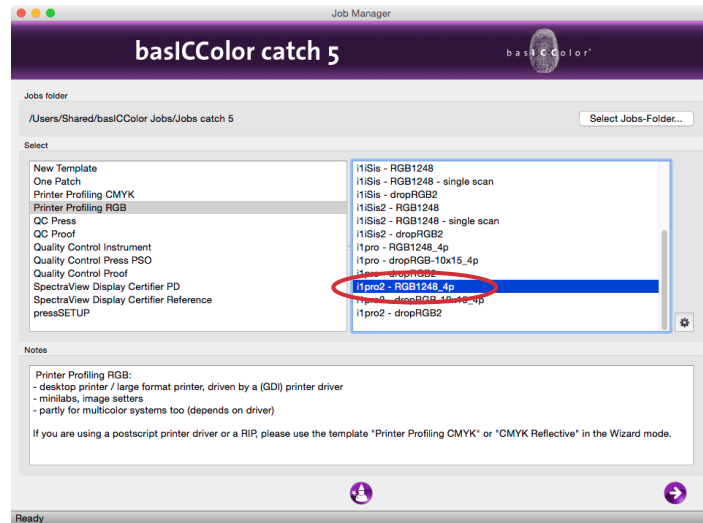 Job Manager
basICColor catch 5
basICColor®
Jobs folder
/Users/Shared/basICColor Jobs/Jobs catch 5
Select Jobs-Folder...
Select
New Template
One Patch
Printer Profiling CMYK
Printer Profiling RGB
QC Press
QC Proof
Quality Control Instrument
Quality Control Press PSO
Quality Control Proof
SpectraView Display Certifier PD
SpectraView Display Certifier Reference
pressSETUP
i1iSis - RGB1248
i1iSis - RGB1248 - single scan
i1iSis - dropRGB2
i1iSis2 - RGB1248
i1iSis2 - RGB1248 - single scan
i1iSis2 - dropRGB2
i1pro - RGB1248_4p
i1pro - dropRGB-10x15_4p
i1pro - dropRGB2
i1pro2 - RGB1248_4p
i1pro2 - dropRGB-10x15_4p
i1pro2 - dropRGB2
Notes
Printer Profiling RGB:
- desktop printer / large format printer, driven by a (GDI) printer driver
- minilabs, image setters
- partly for multicolor systems too (depends on driver)
If you are using a postscript printer driver or a RIP, please use the template "Printer Profiling CMYK" or "CMYK Reflective" in the Wizard mode.
Ready